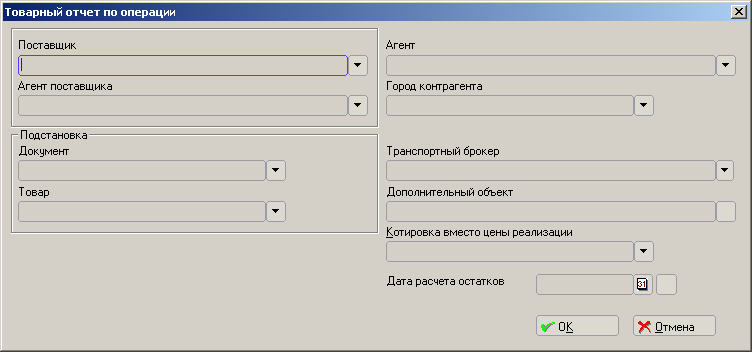 Товарный отчет по операции
Поставщик
Агент поставщика
Подстановка
Документ
Товар
Агент
Город контрагента
Транспортный брокер
Дополнительный объект
Котировка вместо цены реализации
Дата расчета остатков
31
OK
Отмена